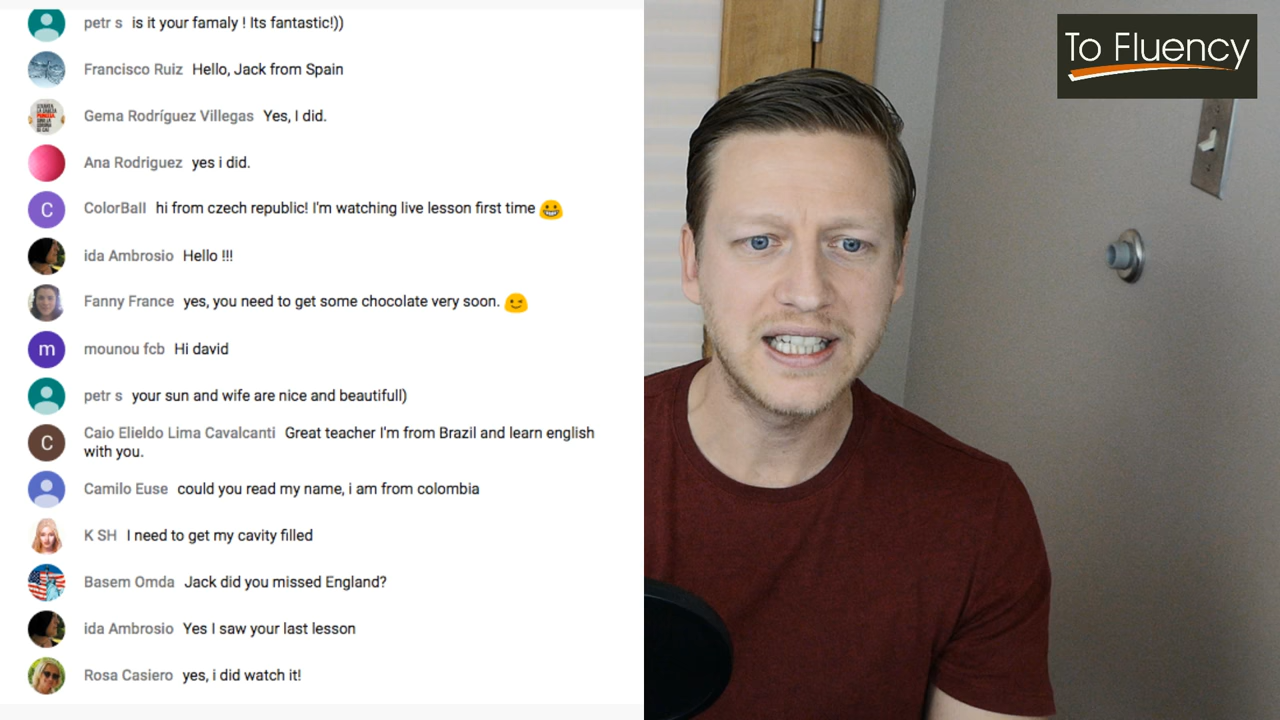 petr s is it your famaly ! Its fantastic!))
Francisco Ruiz Hello, Jack from Spain
Gema Rodríguez Villegas Yes, I did.
Ana Rodriguez yes i did.
C ColorBall hi from czech republic! I'm watching live lesson first time 😀
ida Ambrosio Hello !!!
Fanny France yes, you need to get some chocolate very soon. 😉
m mounou fcb Hi david
petr s your sun and wife are nice and beautifull)
C Caio Elieldo Lima Cavalcanti Great teacher I'm from Brazil and learn english
with you.
Camilo Euse could you read my name, i am from colombia
K SH I need to get my cavity filled
Basem Omda Jack did you missed England?
ida Ambrosio Yes I saw your last lesson
Rosa Casiero yes, i did watch it!
To Fluency